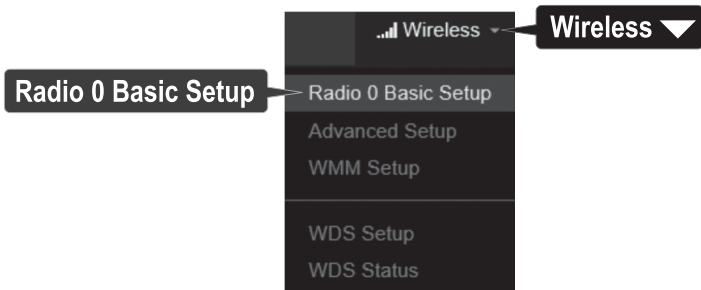 Wireless
Wireless
Radio 0 Basic Setup
Radio 0 Basic Setup
Advanced Setup
WMM Setup
WDS Setup
WDS Status